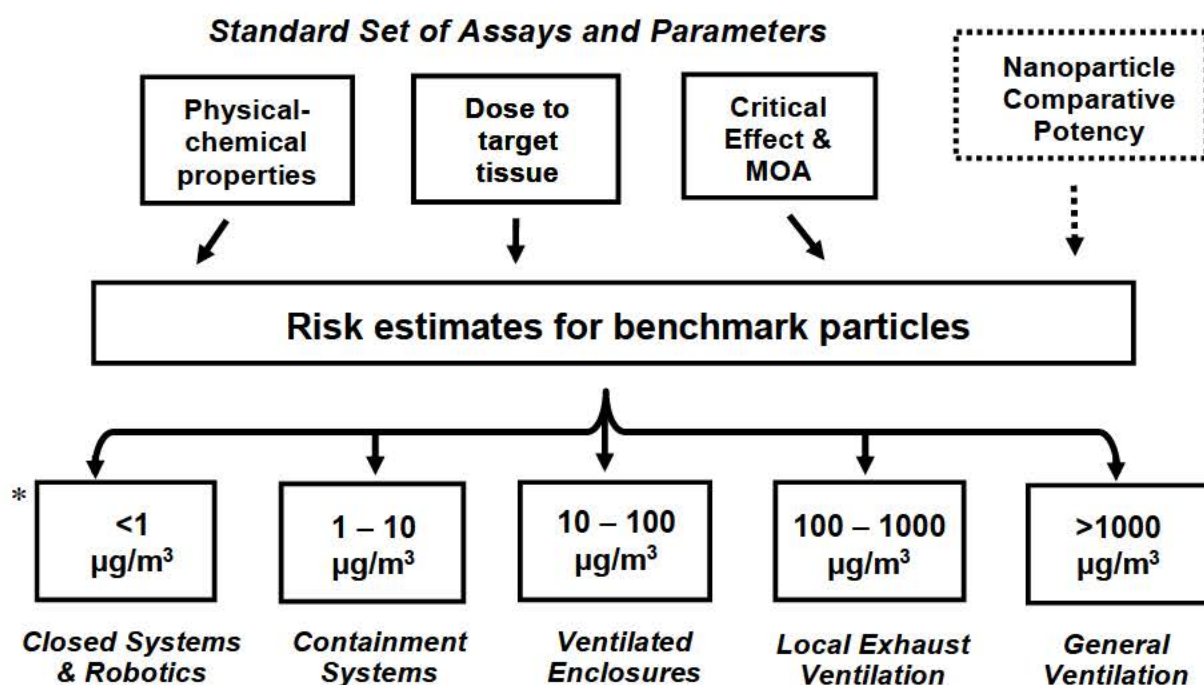 Standard Set of Assays and Parameters
Physical-
chemical
properties
Dose to
target
tissue
Critical
Effect &
MOA
Nanoparticle
Comparative
Potency
Risk estimates for benchmark particles
*
<1
µg/m³
1 – 10
µg/m³
10 – 100
µg/m³
100 – 1000
µg/m³
>1000
µg/m³
Closed Systems
& Robotics
Containment
Systems
Ventilated
Enclosures
Local Exhaust
Ventilation
General
Ventilation